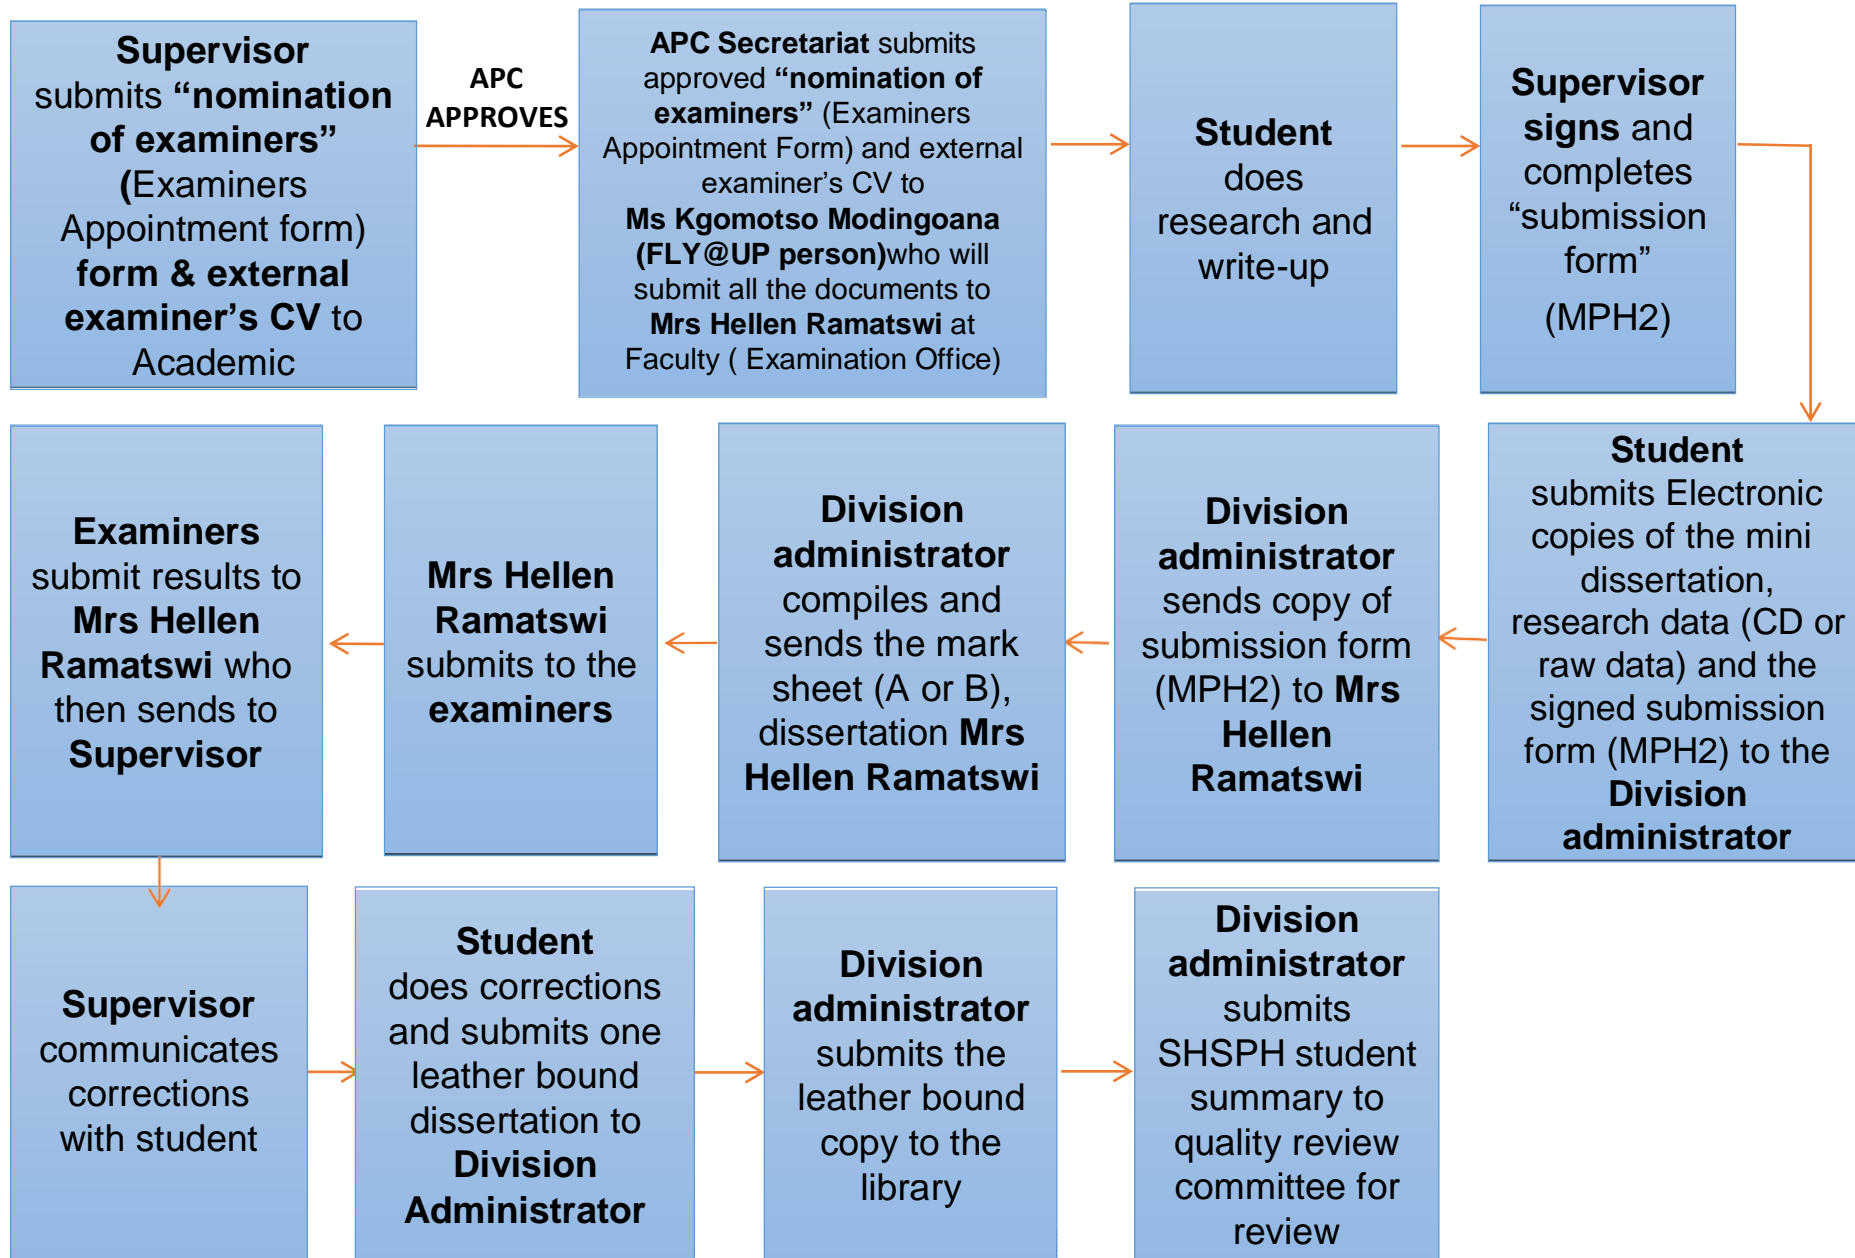 Supervisor
submits “nomination
of examiners”
(Examiners
Appointment form)
form & external
examiner’s CV to
Academic
APC
APPROVES
APC Secretariat submits
approved “nomination of
examiners” (Examiners
Appointment Form) and external
examiner’s CV to
Ms Kgomotso Modingoana
(FLY@UP person)who will
submit all the documents to
Mrs Hellen Ramatswi at
Faculty ( Examination Office)
Student
does
research and
write-up
Supervisor
signs and
completes
“submission
form”
(MPH2)
Student
submits Electronic
copies of the mini
dissertation,
research data (CD or
raw data) and the
signed submission
form (MPH2) to the
Division
administrator
Division
administrator
sends copy of
submission form
(MPH2) to Mrs
Hellen
Ramatswi
Division
administrator
compiles and
sends the mark
sheet (A or B),
dissertation Mrs
Hellen Ramatswi
Mrs Hellen
Ramatswi
submits to the
examiners
Examiners
submit results to
Mrs Hellen
Ramatswi who
then sends to
Supervisor
Supervisor
communicates
corrections
with student
Student
does corrections
and submits one
leather bound
dissertation to
Division
Administrator
Division
administrator
submits the
leather bound
copy to the
library
Division
administrator
submits
SHSPH student
summary to
quality review
committee for
review